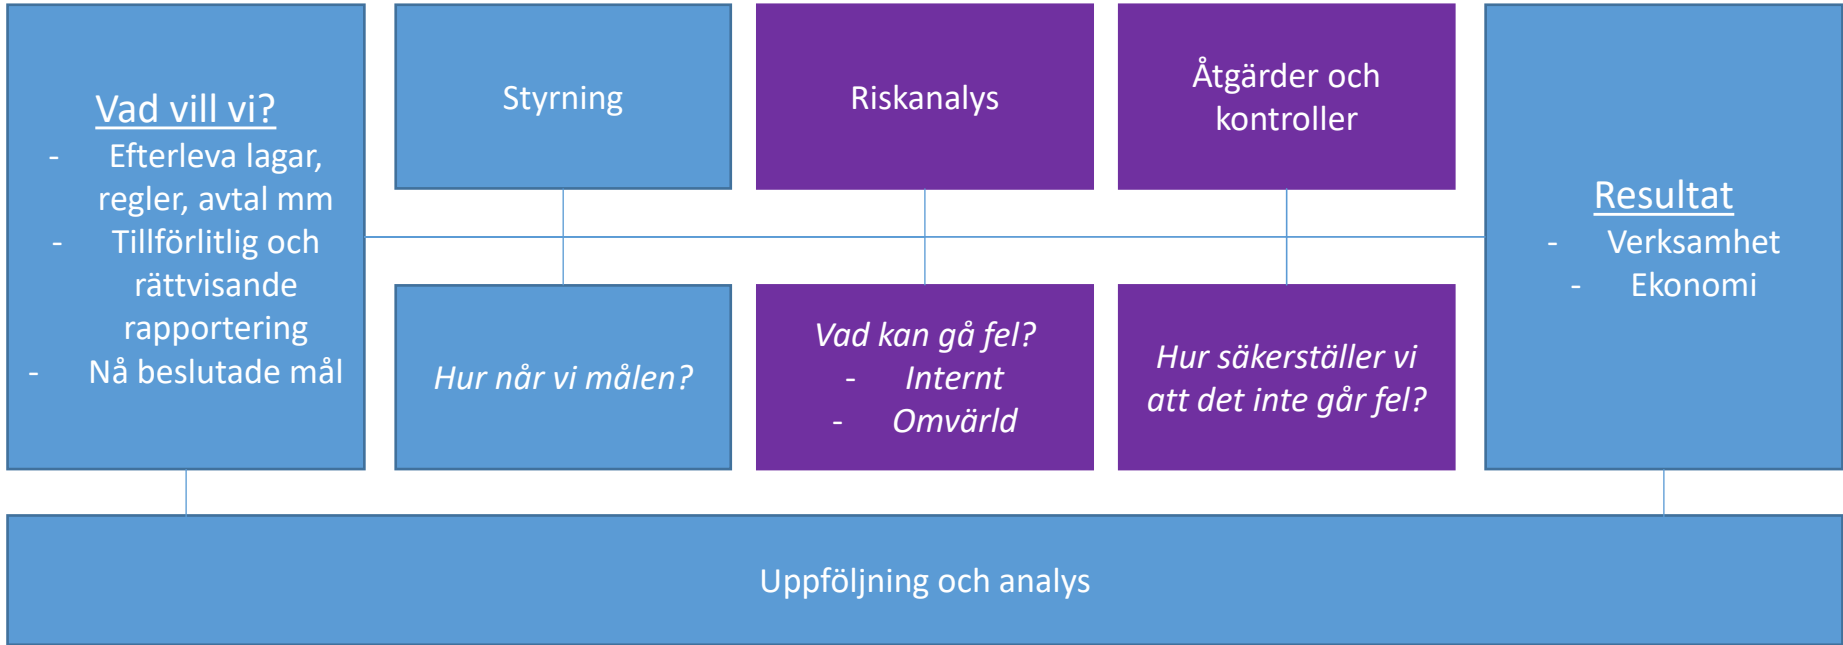 Vad vill vi?
- Efterleva lagar,
regler, avtal mm
- Tillförlitlig och
rättvisande
rapportering
- Nå beslutade mål
Styrning
Riskanalys
Åtgärder och
kontroller
Hur når vi målen?
Vad kan gå fel?
- Internt
- Omvärld
Hur säkerställer vi
att det inte går fel?
Resultat
- Verksamhet
- Ekonomi
Uppföljning och analys